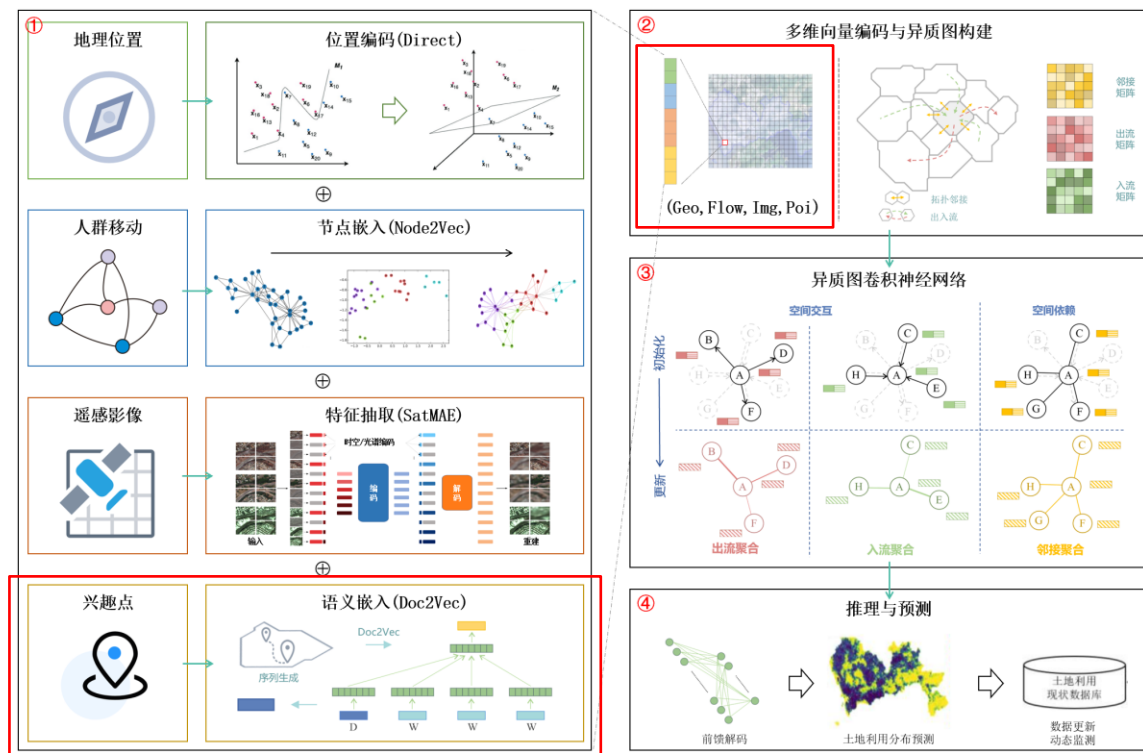 ①
地理位置
位置编码(Direct)
⊕
人群移动
节点嵌入(Node2Vec)
⊕
遥感影像
特征抽取(SatMAE)
时空/光谱编码
编码
解码
输入
重建
⊕
兴趣点
语义嵌入(Doc2Vec)
Doc2Vec
序列生成
D
W
W
W
②
多维向量编码与异质图构建
(Geo,Flow,Img,Poi)
拓扑邻接
出入流
邻接矩阵
出流矩阵
入流矩阵
③
异质图卷积神经网络
空间交互
空间依赖
初始化
更新
B
C
D
H
A
E
G
F
B
C
D
H
A
E
G
F
B
C
D
H
A
E
G
F
B
D
A
F
C
H
A
E
C
H
A
G
F
出流聚合
入流聚合
邻接聚合
④
推理与预测
前馈解码
土地利用分布预测
土地利用
现状数据库
数据更新
动态监测